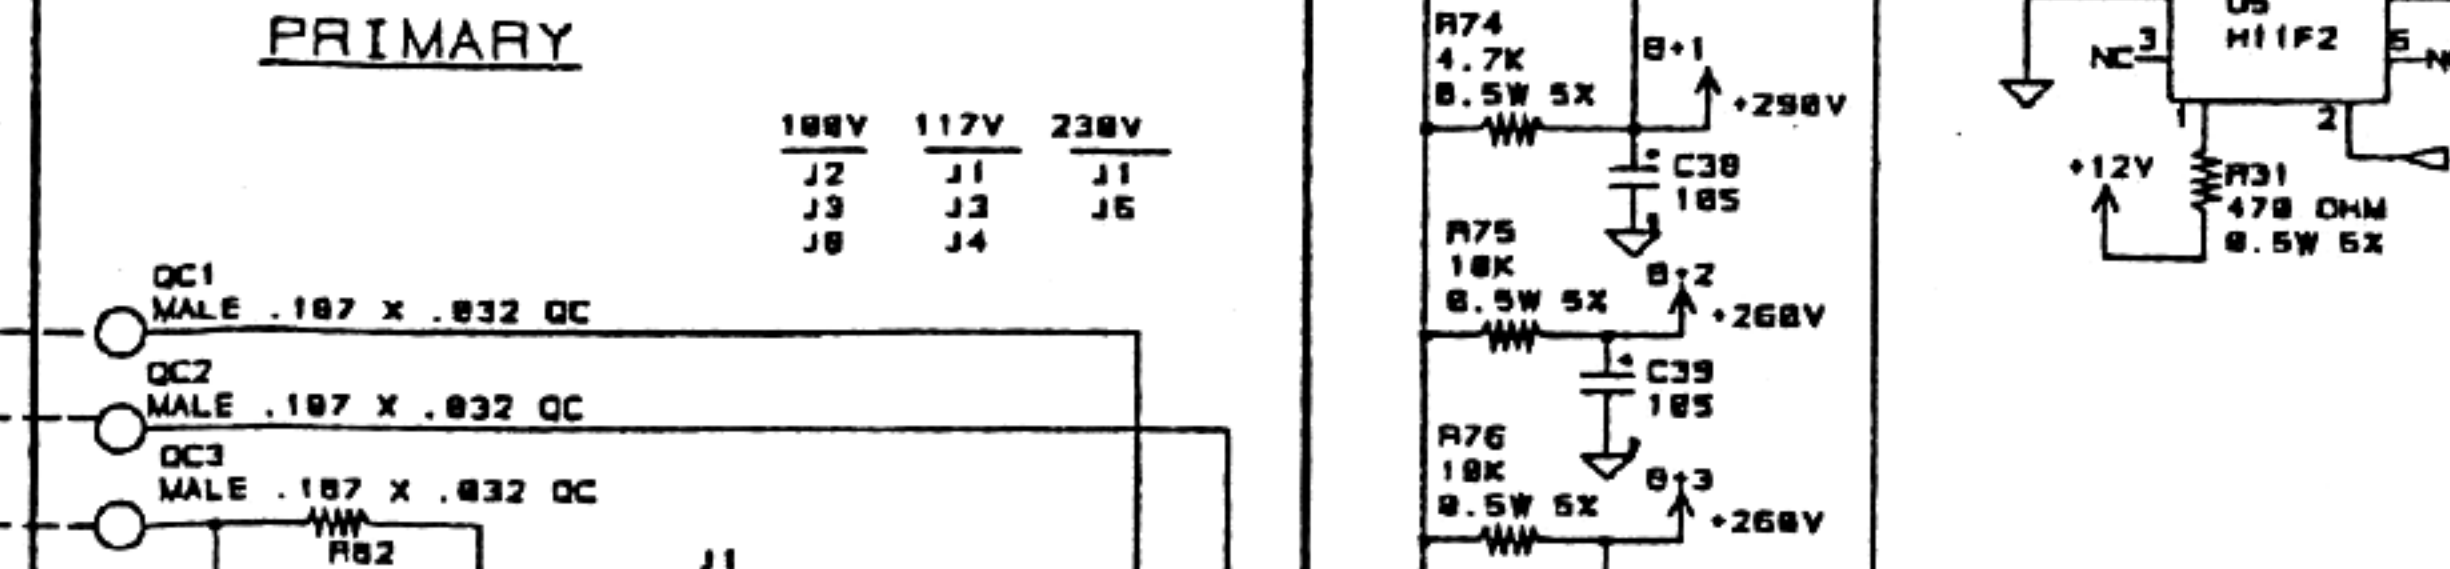 PRIMARY
100V 117V 230V
J2 J1 J1
J3 J3 J5
J4
QC1
MALE .187 X .032 QC
QC2
MALE .187 X .032 QC
QC3
MALE .187 X .032 QC
J1
R74
4.7K
0.5W 5%
B+1
+290V
C38
105
R75
10K
0.5W 5%
B+2
+260V
C39
105
R76
10K
0.5W 5%
B+3
+260V
H11F2
NC 3
5
1 2
+12V
R31
470 OHM
0.5W 5%